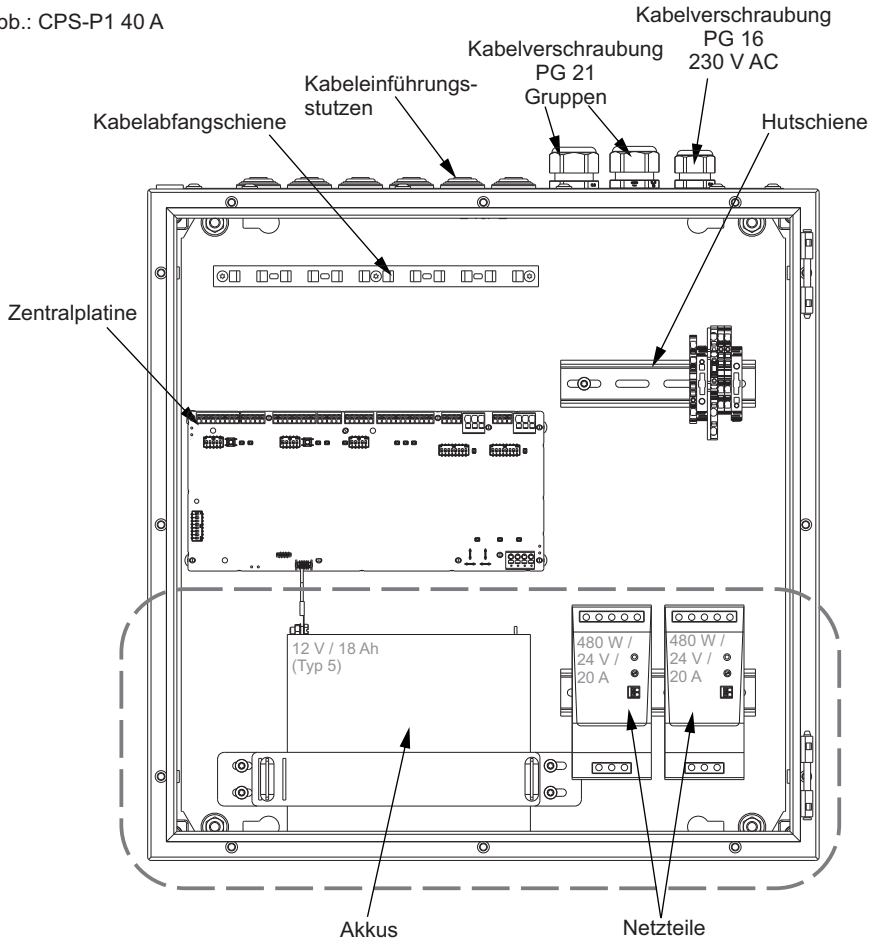 bb.: CPS-P1 40 A
Kabelverschraubung
PG 16
230 V AC
Kabelverschraubung
PG 21
Gruppen
Kabeleinführungs-
stutzen
Kabelabfangschiene
Hutschiene
Zentralplatine
12 V / 18 Ah
(Typ 5)
480 W /
24 V /
20 A
480 W /
24 V /
20 A
Akkus
Netzteile